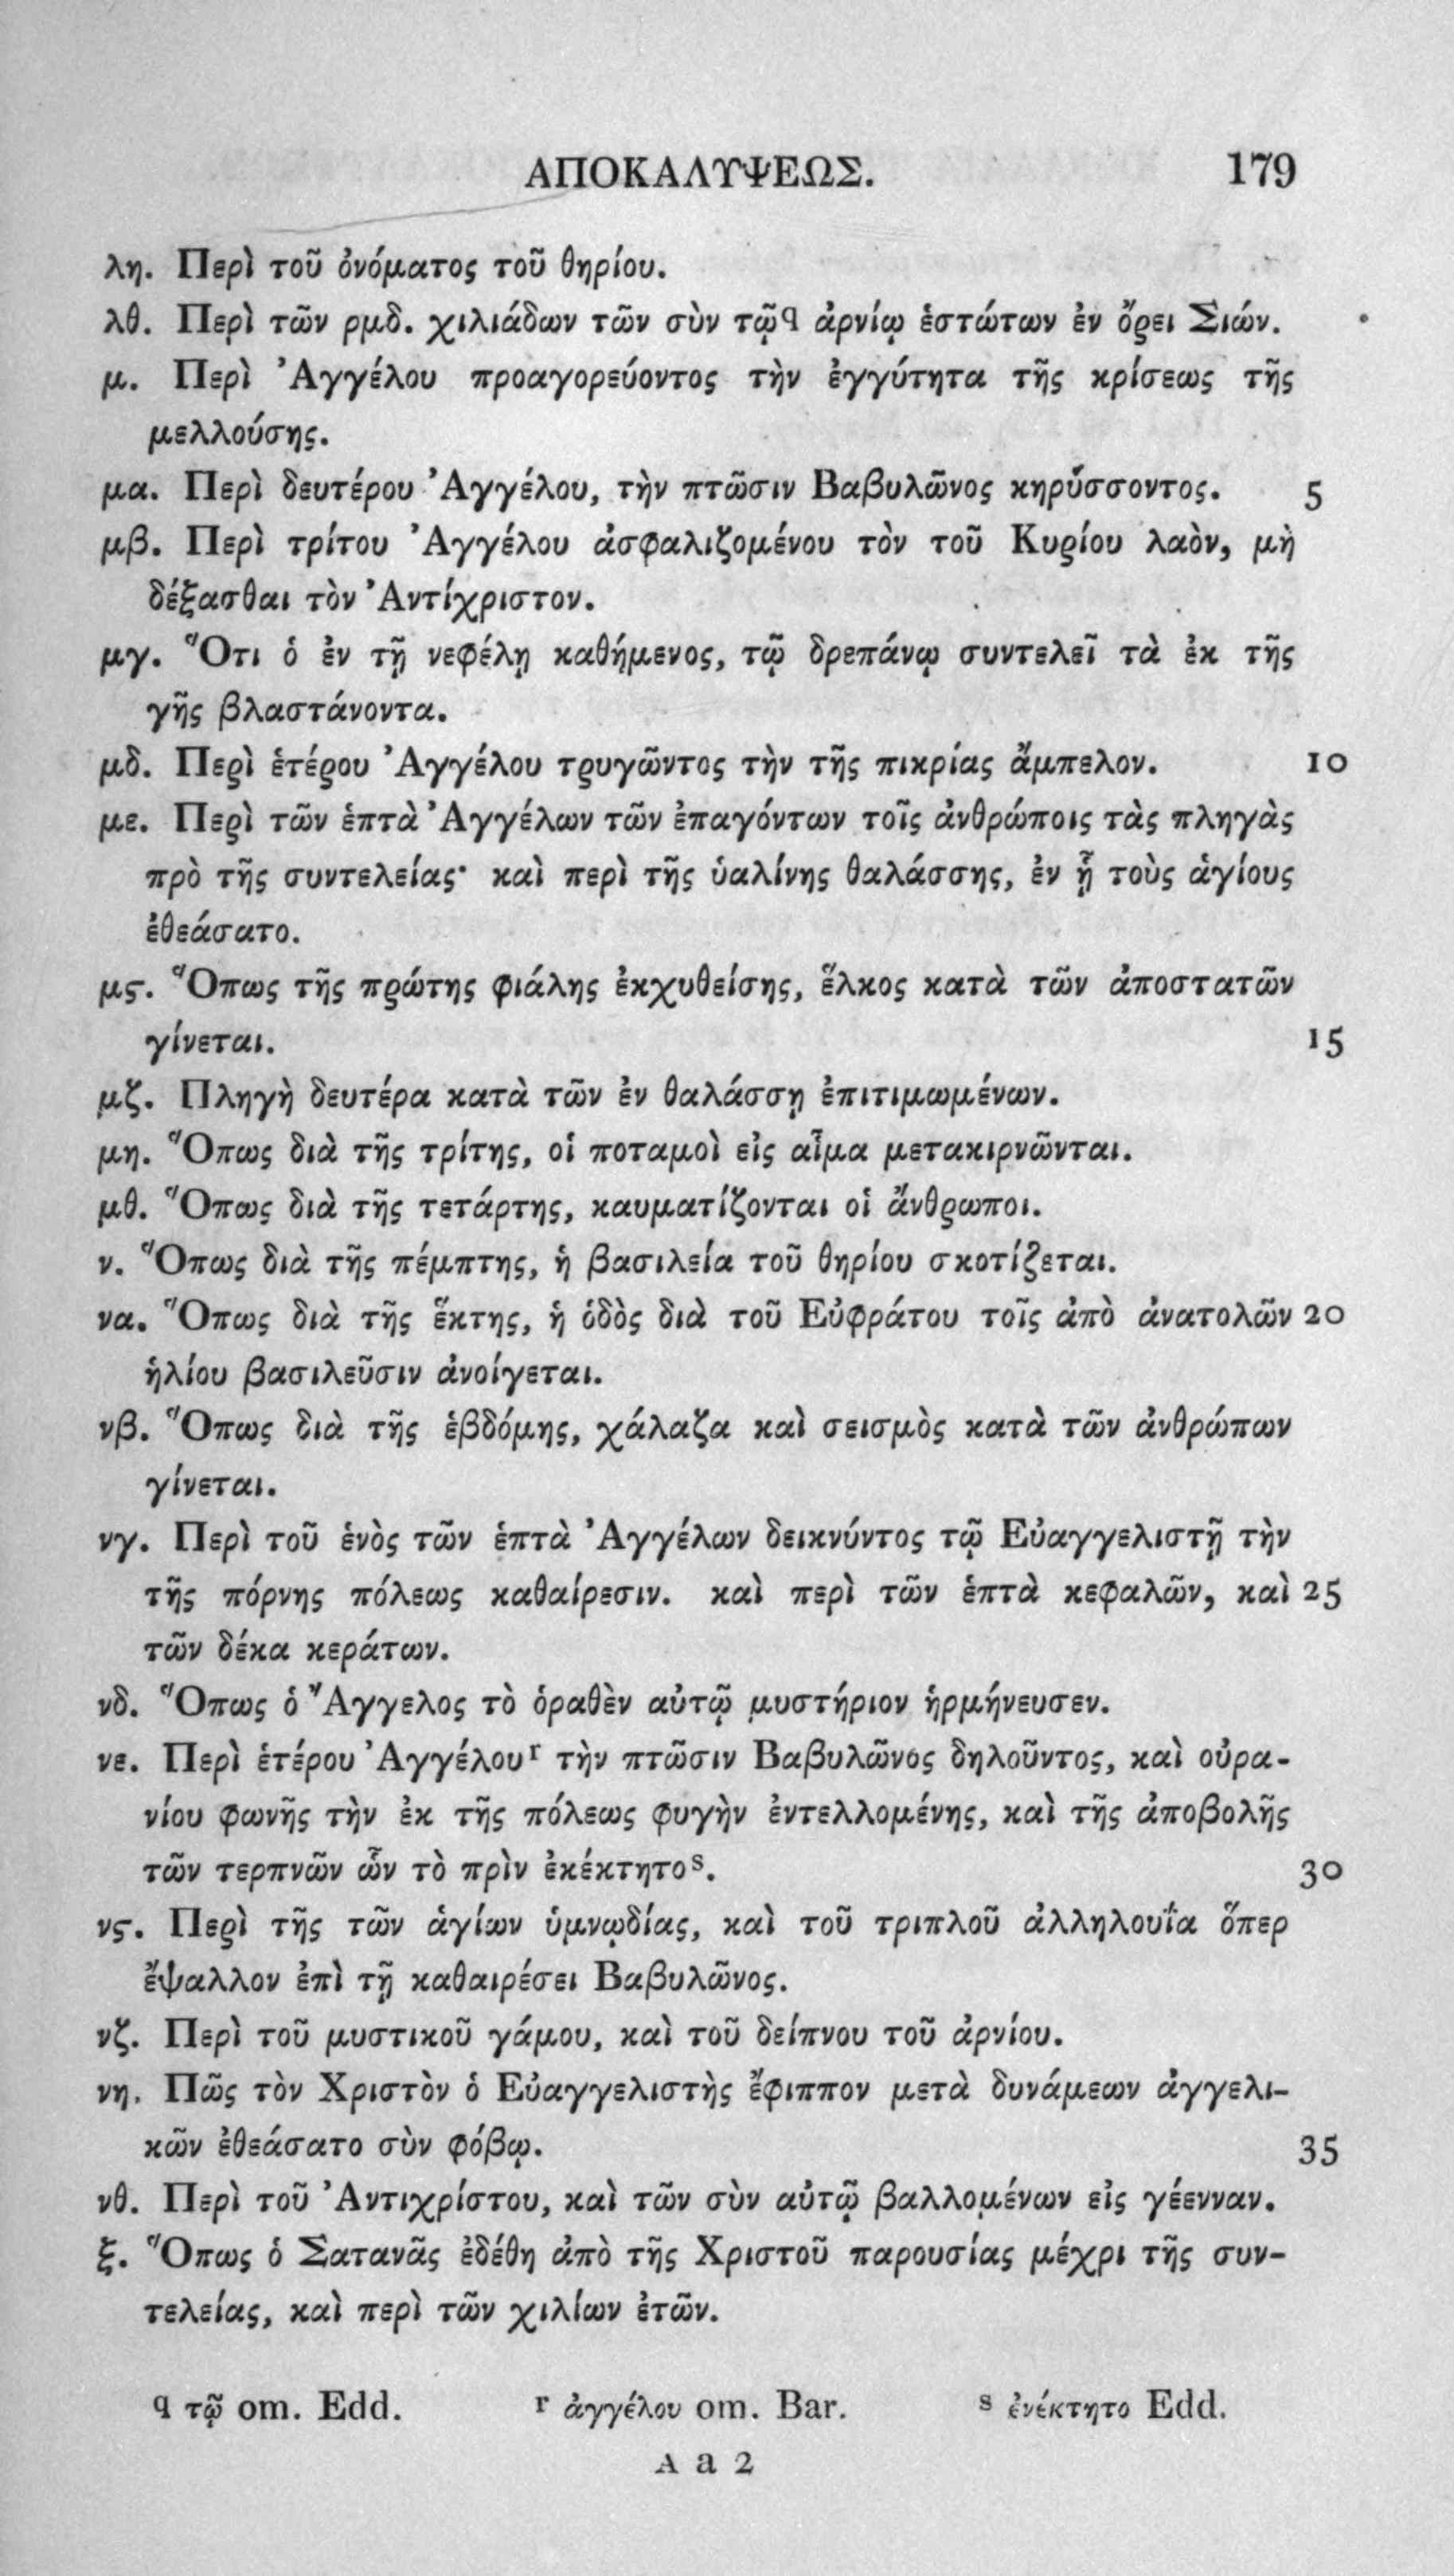 ΑΠΟΚΑΛΥΨΕΩΣ. 179
λη. Περὶ τοῦ ὀνόματος τοῦ θηρίου.
λθ. Περὶ τῶν ρμδ. χιλιάδων τῶν σὺν τῷ q ἀρνίῳ ἑστώτων ἐν ὄρει Σιών.
μ. Περὶ Ἀγγέλου προαγορεύοντος τὴν ἐγγύτητα τῆς κρίσεως τῆς
μελλούσης.
μα. Περὶ δευτέρου Ἀγγέλου, τὴν πτῶσιν Βαβυλῶνος κηρύσσοντος. 5
μβ. Περὶ τρίτου Ἀγγέλου ἀσφαλιζομένου τὸν τοῦ Κυρίου λαὸν, μὴ
δέξασθαι τὸν Ἀντίχριστον.
μγ. Ὅτι ὁ ἐν τῇ νεφέλῃ καθήμενος, τῷ δρεπάνῳ συντελεῖ τὰ ἐκ τῆς
γῆς βλαστάνοντα.
μδ. Περὶ ἑτέρου Ἀγγέλου τρυγῶντος τὴν τῆς πικρίας ἄμπελον. 10
με. Περὶ τῶν ἑπτὰ Ἀγγέλων τῶν ἐπαγόντων τοῖς ἀνθρώποις τὰς πληγὰς
πρὸ τῆς συντελείας· καὶ περὶ τῆς ὑαλίνης θαλάσσης, ἐν ᾗ τοὺς ἁγίους
ἐθεάσατο.
μς. Ὅπως τῆς πρώτης φιάλης ἐκχυθείσης, ἕλκος κατὰ τῶν ἀποστατῶν
γίνεται. 15
μζ. Πληγὴ δευτέρα κατὰ τῶν ἐν θαλάσσῃ ἐπιτιμωμένων.
μη. Ὅπως διὰ τῆς τρίτης, οἱ ποταμοὶ εἰς αἷμα μετακιρνῶνται.
μθ. Ὅπως διὰ τῆς τετάρτης, καυματίζονται οἱ ἄνθρωποι.
ν. Ὅπως διὰ τῆς πέμπτης, ἡ βασιλεία τοῦ θηρίου σκοτίζεται.
να. Ὅπως διὰ τῆς ἕκτης, ἡ ὁδὸς διὰ τοῦ Εὐφράτου τοῖς ἀπὸ ἀνατολῶν 20
ἡλίου βασιλεῦσιν ἀνοίγεται.
νβ. Ὅπως διὰ τῆς ἑβδόμης, χάλαζα καὶ σεισμὸς κατὰ τῶν ἀνθρώπων
γίνεται.
νγ. Περὶ τοῦ ἑνὸς τῶν ἑπτὰ Ἀγγέλων δεικνύντος τῷ Εὐαγγελιστῇ τὴν
τῆς πόρνης πόλεως καθαίρεσιν. καὶ περὶ τῶν ἑπτὰ κεφαλῶν, καὶ 25
τῶν δέκα κεράτων.
νδ. Ὅπως ὁ Ἄγγελος τὸ ὁραθὲν αὐτῷ μυστήριον ἡρμήνευσεν.
νε. Περὶ ἑτέρου Ἀγγέλου r τὴν πτῶσιν Βαβυλῶνος δηλοῦντος, καὶ οὐρα-
νίου φωνῆς τὴν ἐκ τῆς πόλεως φυγὴν ἐντελλομένης, καὶ τῆς ἀποβολῆς
τῶν τερπνῶν ὧν τὸ πρὶν ἐκέκτητο s. 30
νς. Περὶ τῆς τῶν ἁγίων ὑμνῳδίας, καὶ τοῦ τριπλοῦ ἀλληλουΐα ὅπερ
ἔψαλλον ἐπὶ τῇ καθαιρέσει Βαβυλῶνος.
νζ. Περὶ τοῦ μυστικοῦ γάμου, καὶ τοῦ δείπνου τοῦ ἀρνίου.
νη. Πῶς τὸν Χριστὸν ὁ Εὐαγγελιστὴς ἔφιππον μετὰ δυνάμεων ἀγγελι-
κῶν ἐθεάσατο σὺν φόβῳ. 35
νθ. Περὶ τοῦ Ἀντιχρίστου, καὶ τῶν σὺν αὐτῷ βαλλομένων εἰς γέενναν.
ξ. Ὅπως ὁ Σατανᾶς ἐδέθη ἀπὸ τῆς Χριστοῦ παρουσίας μέχρι τῆς συν-
τελείας, καὶ περὶ τῶν χιλίων ἐτῶν.
q τῷ om. Edd. r ἀγγέλου om. Bar. s ἐνέκτητο Edd.
A a 2